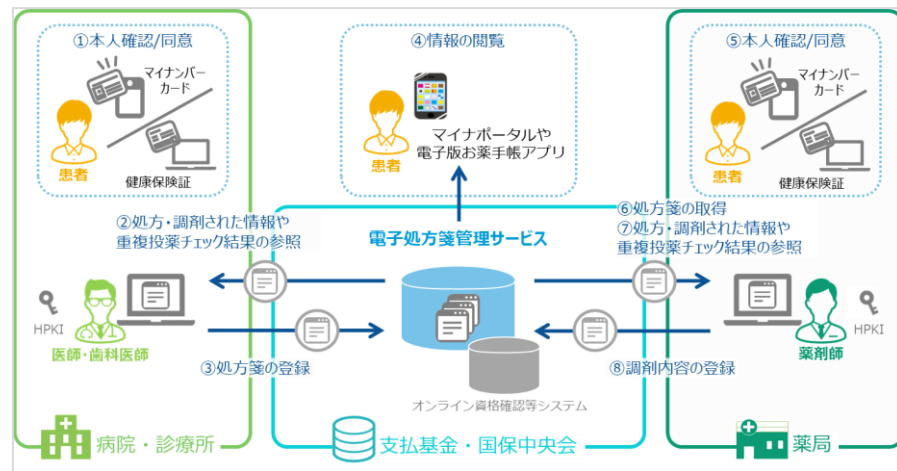 ①本人確認/同意
マイナンバー
カード
患者
健康保険証
②処方・調剤された情報や
重複投薬チェック結果の参照
HPKI
医師・歯科医師
③処方箋の登録
病院・診療所
④情報の閲覧
患者
マイナポータルや
電子版お薬手帳アプリ
電子処方箋管理サービス
オンライン資格確認等システム
支払基金・国保中央会
⑤本人確認/同意
マイナンバー
カード
患者
健康保険証
⑥処方箋の取得
⑦処方・調剤された情報や
重複投薬チェック結果の参照
HPKI
薬剤師
⑧調剤内容の登録
薬局